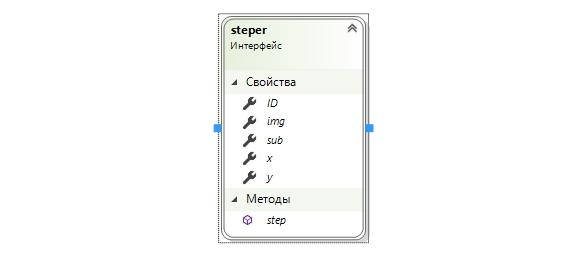 steper
Интерфейс
Свойства
ID
img
sub
x
y
Методы
step